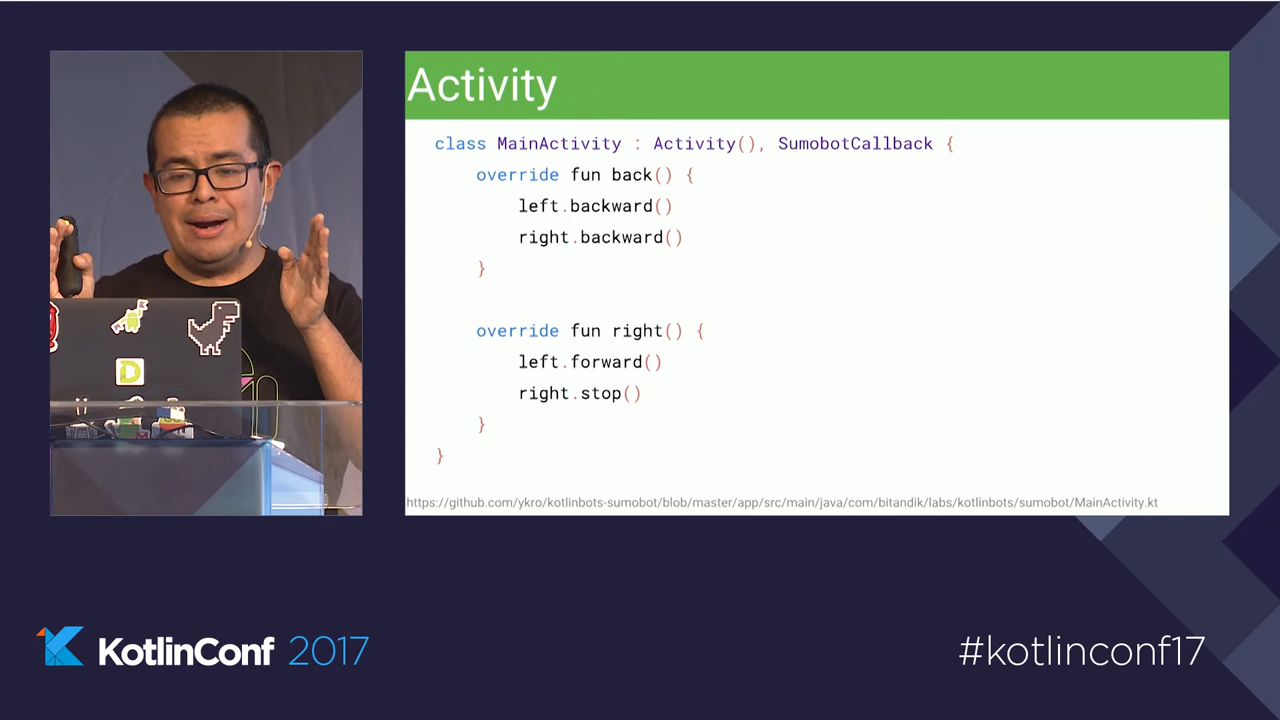 Activity
class MainActivity : Activity(), SumobotCallback {
override fun back() {
left.backward()
right.backward()
}
override fun right() {
left.forward()
right.stop()
}
}
https://github.com/ykro/kotlinbots-sumobot/blob/master/app/src/main/java/com/bitandik/labs/kotlinbots/sumobot/MainActivity.kt
D
KotlinConf 2017
#kotlinconf17